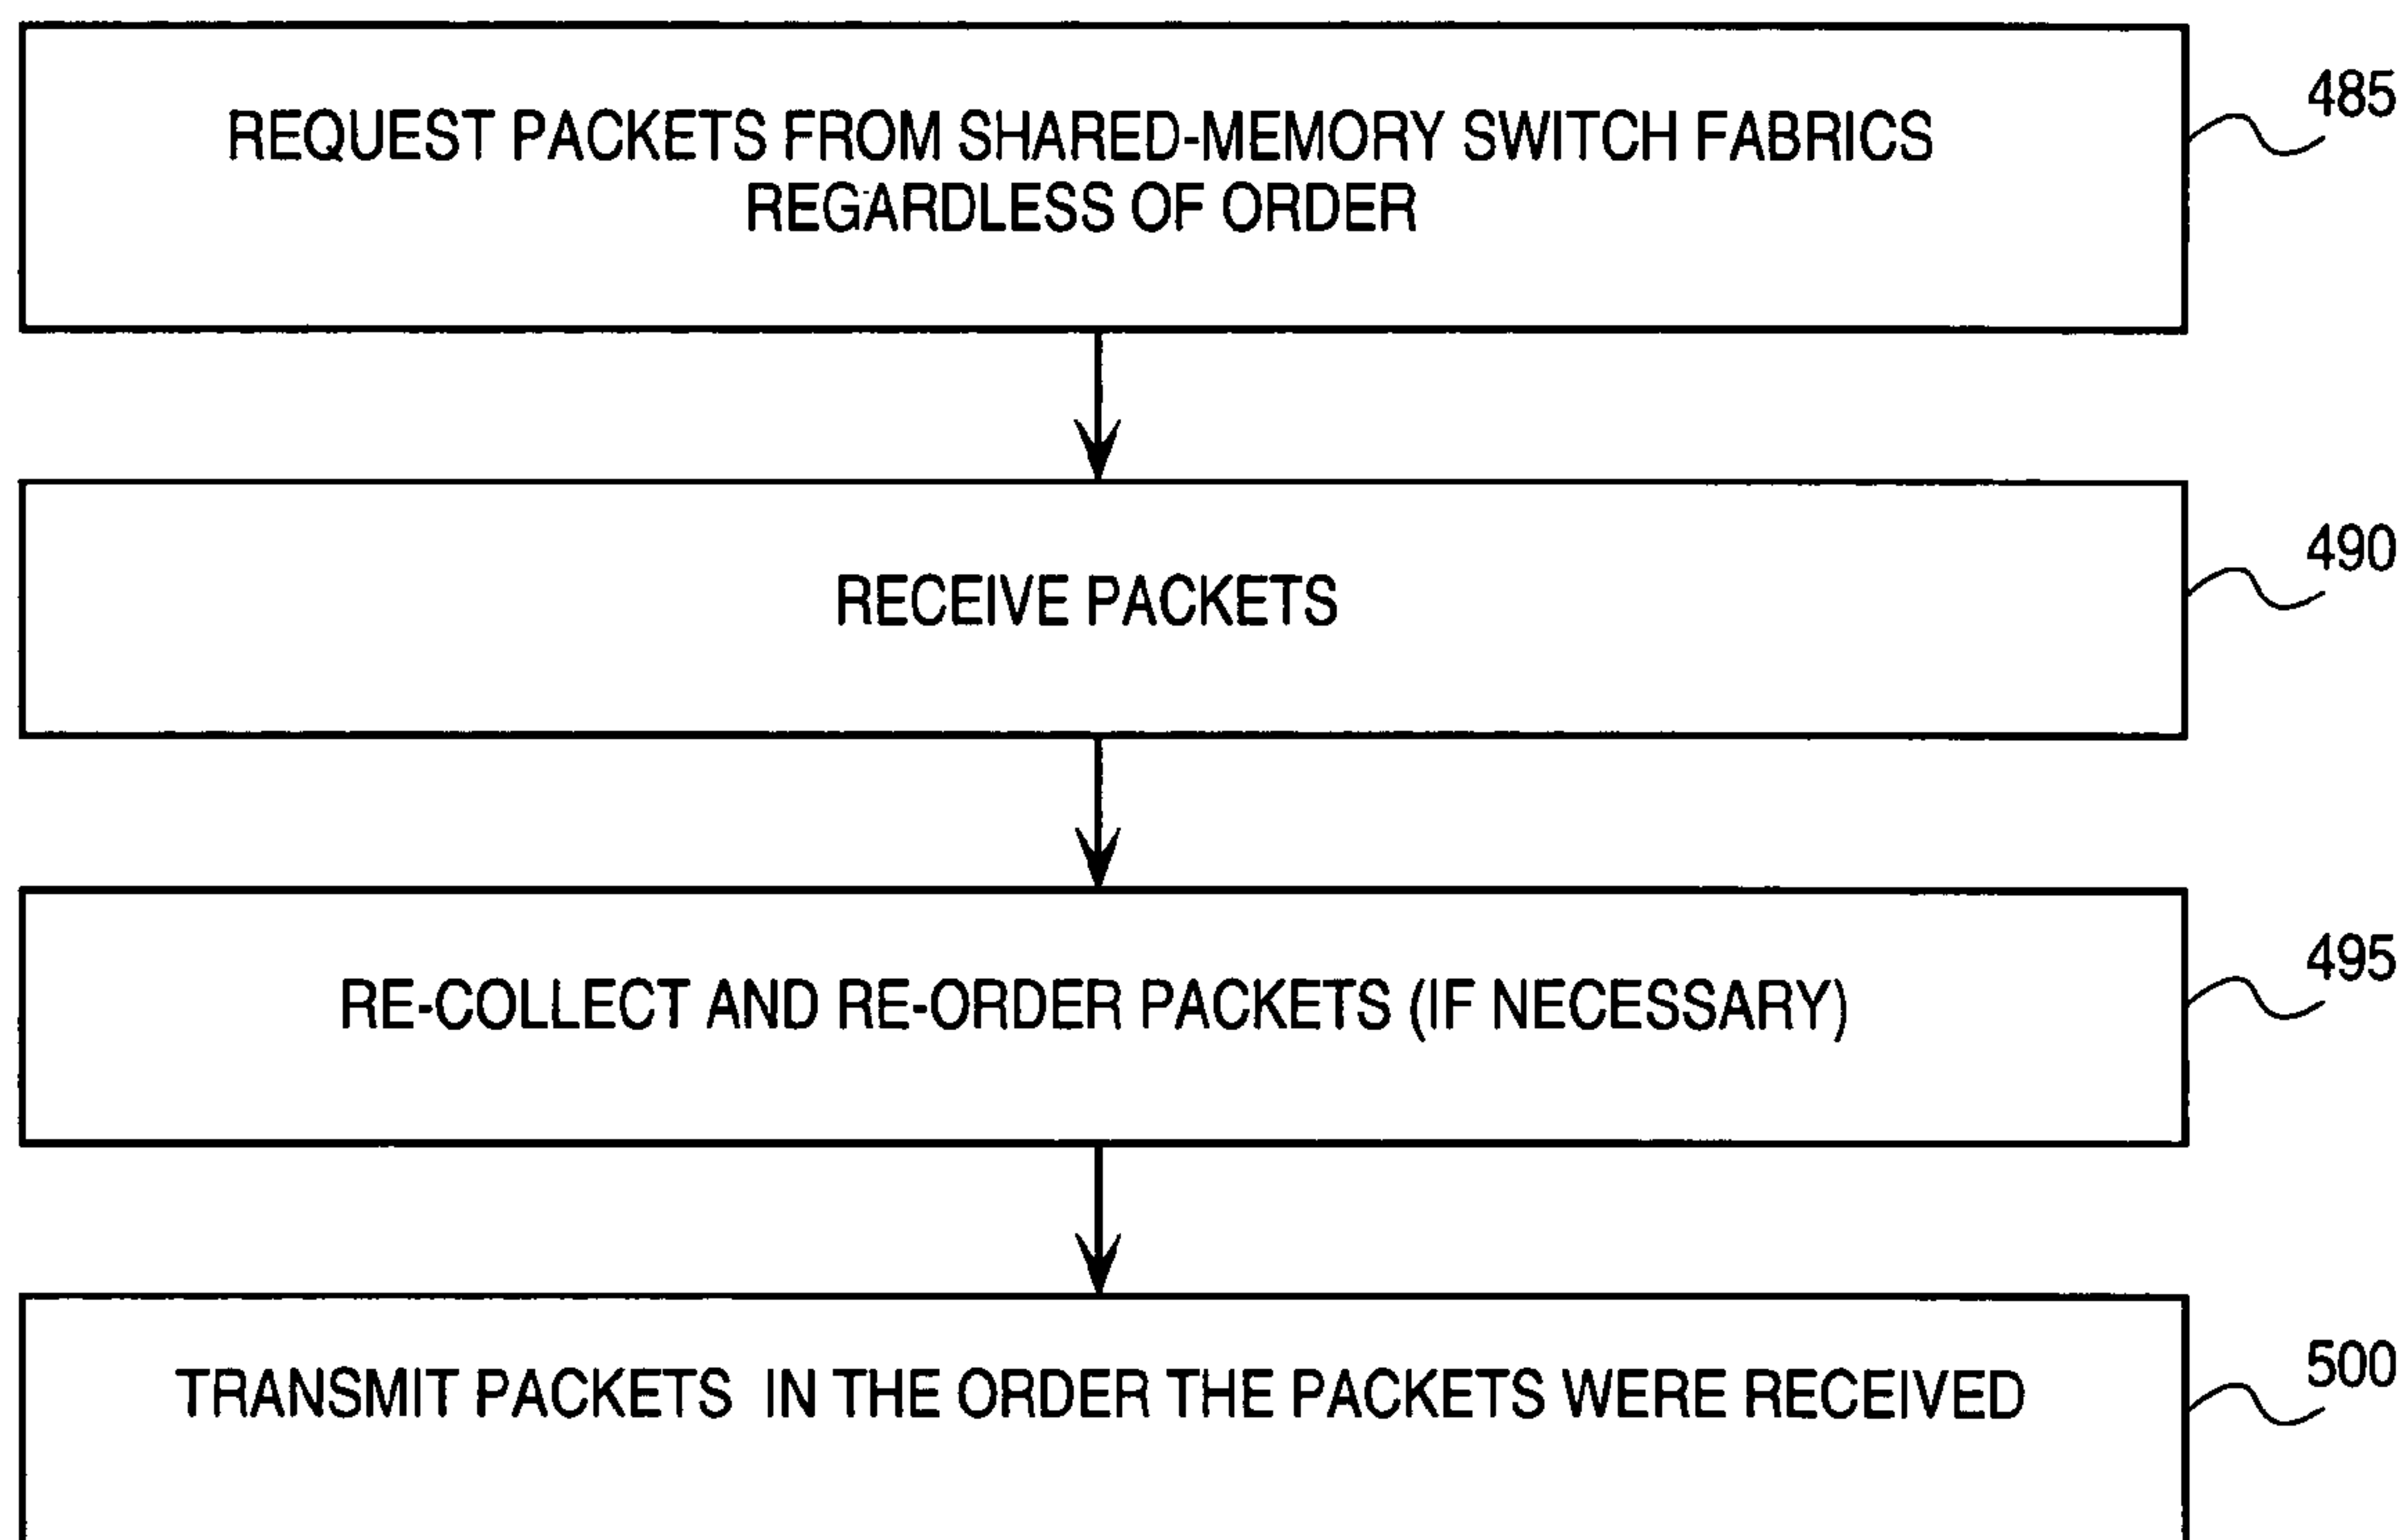 485
REQUEST PACKETS FROM SHARED-MEMORY SWITCH FABRICS
REGARDLESS OF ORDER
490
RECEIVE PACKETS
495
RE-COLLECT AND RE-ORDER PACKETS (IF NECESSARY)
500
TRANSMIT PACKETS IN THE ORDER THE PACKETS WERE RECEIVED